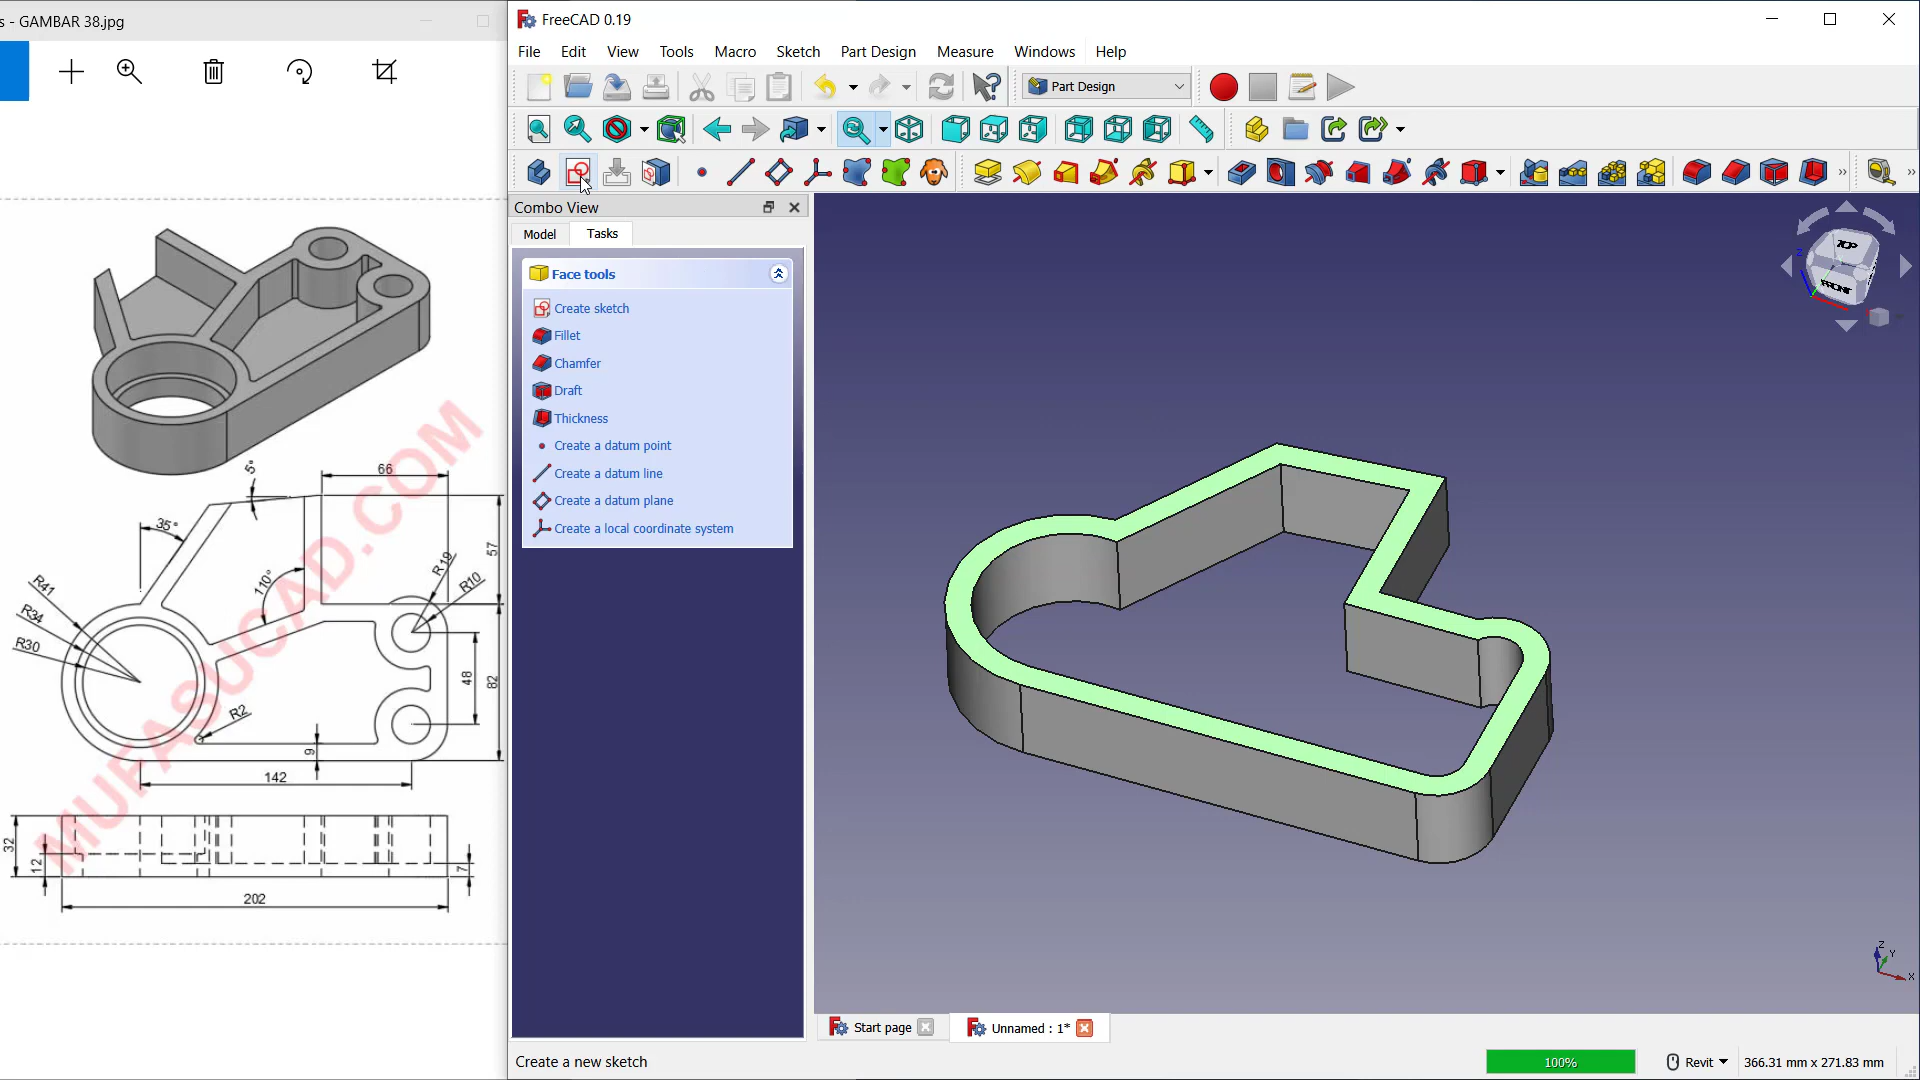 s - GAMBAR 38.jpg
FreeCAD 0.19
File Edit View Tools Macro Sketch Part Design Measure Windows Help
Part Design
Combo View
Model Tasks
Face tools
Create sketch
Fillet
Chamfer
Draft
Thickness
Create a datum point
Create a datum line
Create a datum plane
Create a local coordinate system
TOP
FRONT
Z
5°
66
35°
57
R19
R10
110°
R41
R34
R30
48
82
R2
9
142
32
12
7
202
MUFASUCAD.COM
Z
Y
X
Start page
Unnamed : 1*
Create a new sketch
100%
Revit
366.31 mm x 271.83 mm